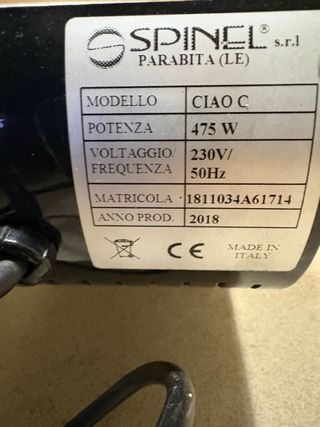 SPINEL® s.r.l
PARABITA (LE)
MODELLO CIAO C
POTENZA 475 W
VOLTAGGIO/ 230V/
FREQUENZA 50Hz
MATRICOLA 1811034A61714
ANNO PROD. 2018
CE MADE IN
ITALY